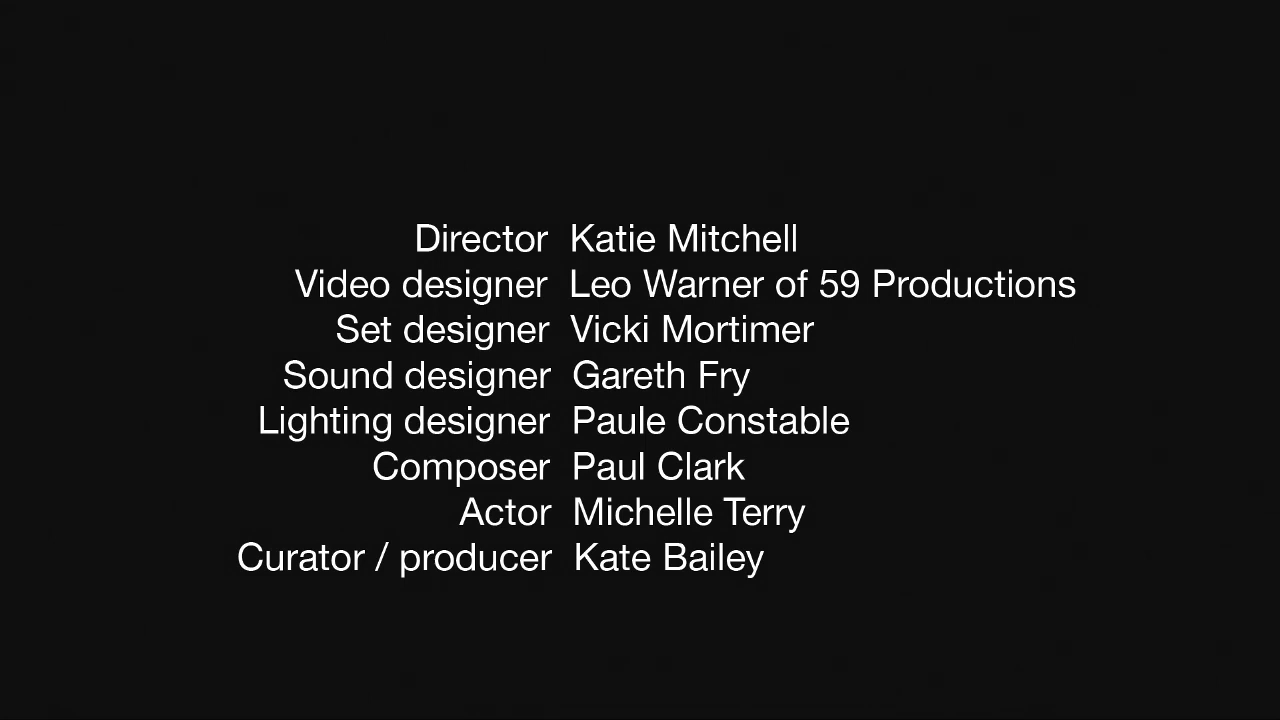 Director Katie Mitchell
Video designer Leo Warner of 59 Productions
Set designer Vicki Mortimer
Sound designer Gareth Fry
Lighting designer Paule Constable
Composer Paul Clark
Actor Michelle Terry
Curator / producer Kate Bailey